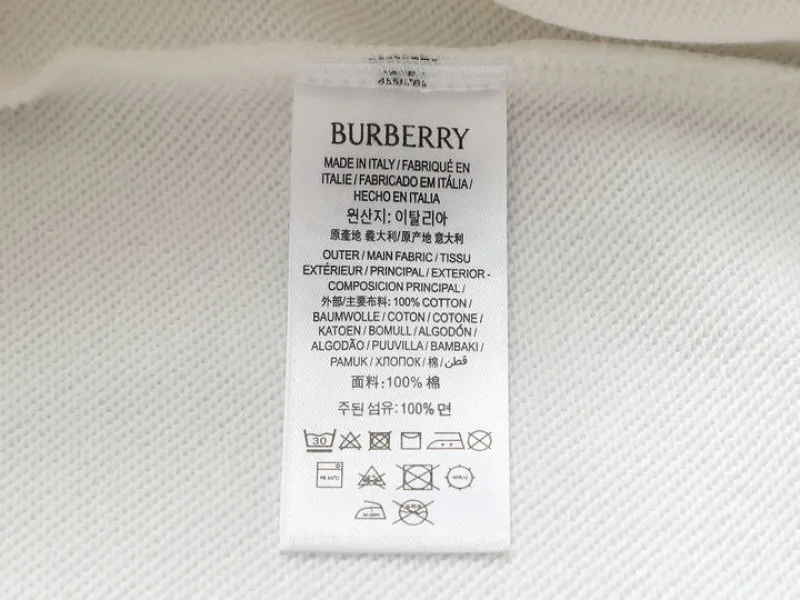 BURBERRY
MADE IN ITALY / FABRIQUÉ EN
ITALIE / FABRICADO EM ITÁLIA /
HECHO EN ITALIA
원산지: 이탈리아
原產地 義大利/原产地 意大利
OUTER / MAIN FABRIC / TISSU
EXTÉRIEUR / PRINCIPAL / EXTERIOR -
COMPOSICION PRINCIPAL /
外部/主要布料: 100% COTTON /
BAUMWOLLE / COTON / COTONE /
KATOEN / BOMULL / ALGODÓN /
ALGODÃO / PUUVILLA / BAMBAKI /
PAMUK / ХЛОПОК / 棉 / قطن
面料:100% 棉
주된 섬유: 100% 면
30